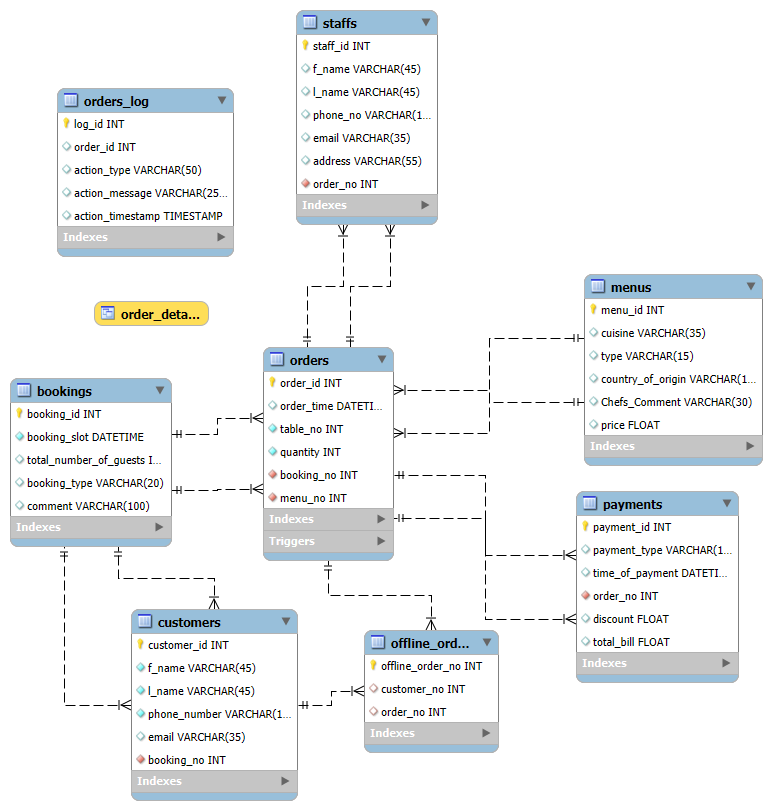 staffs
staff_id INT
f_name VARCHAR(45)
l_name VARCHAR(45)
phone_no VARCHAR(1...
email VARCHAR(35)
address VARCHAR(55)
order_no INT
Indexes
orders_log
log_id INT
order_id INT
action_type VARCHAR(50)
action_message VARCHAR(25...
action_timestamp TIMESTAMP
Indexes
order_deta...
menus
menu_id INT
cuisine VARCHAR(35)
type VARCHAR(15)
country_of_origin VARCHAR(1...
Chefs_Comment VARCHAR(30)
price FLOAT
Indexes
orders
order_id INT
order_time DATETI...
table_no INT
quantity INT
booking_no INT
menu_no INT
Indexes
Triggers
bookings
booking_id INT
booking_slot DATETIME
total_number_of_guests I...
booking_type VARCHAR(20)
comment VARCHAR(100)
Indexes
payments
payment_id INT
payment_type VARCHAR(1...
time_of_payment DATETI...
order_no INT
discount FLOAT
total_bill FLOAT
Indexes
customers
customer_id INT
f_name VARCHAR(45)
l_name VARCHAR(45)
phone_number VARCHAR(1...
email VARCHAR(35)
booking_no INT
Indexes
offline_ord...
offline_order_no INT
customer_no INT
order_no INT
Indexes